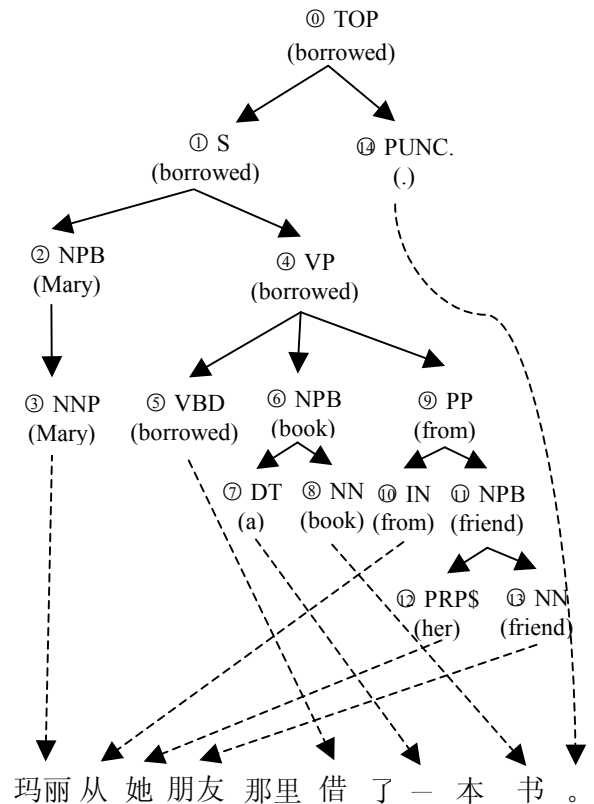 ⓪ TOP
(borrowed)
① S
(borrowed)
⑭ PUNC.
(.)
② NPB
(Mary)
④ VP
(borrowed)
③ NNP
(Mary)
⑤ VBD
(borrowed)
⑥ NPB
(book)
⑨ PP
(from)
⑦ DT
(a)
⑧ NN
(book)
⑩ IN
(from)
⑪ NPB
(friend)
⑫ PRP$
(her)
⑬ NN
(friend)
玛丽 从 她 朋友 那里 借 了 一 本 书 。